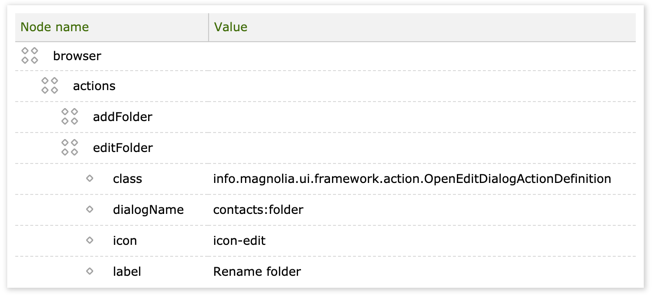 Node name Value
browser
actions
addFolder
editFolder
class info.magnolia.ui.framework.action.OpenEditDialogActionDefinition
dialogName contacts:folder
icon icon-edit
label Rename folder